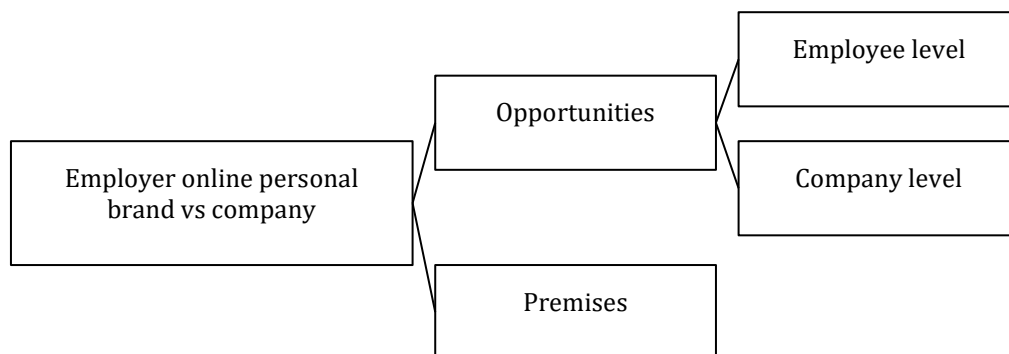 Employee level
Opportunities
Employer online personal
brand vs company
Company level
Premises